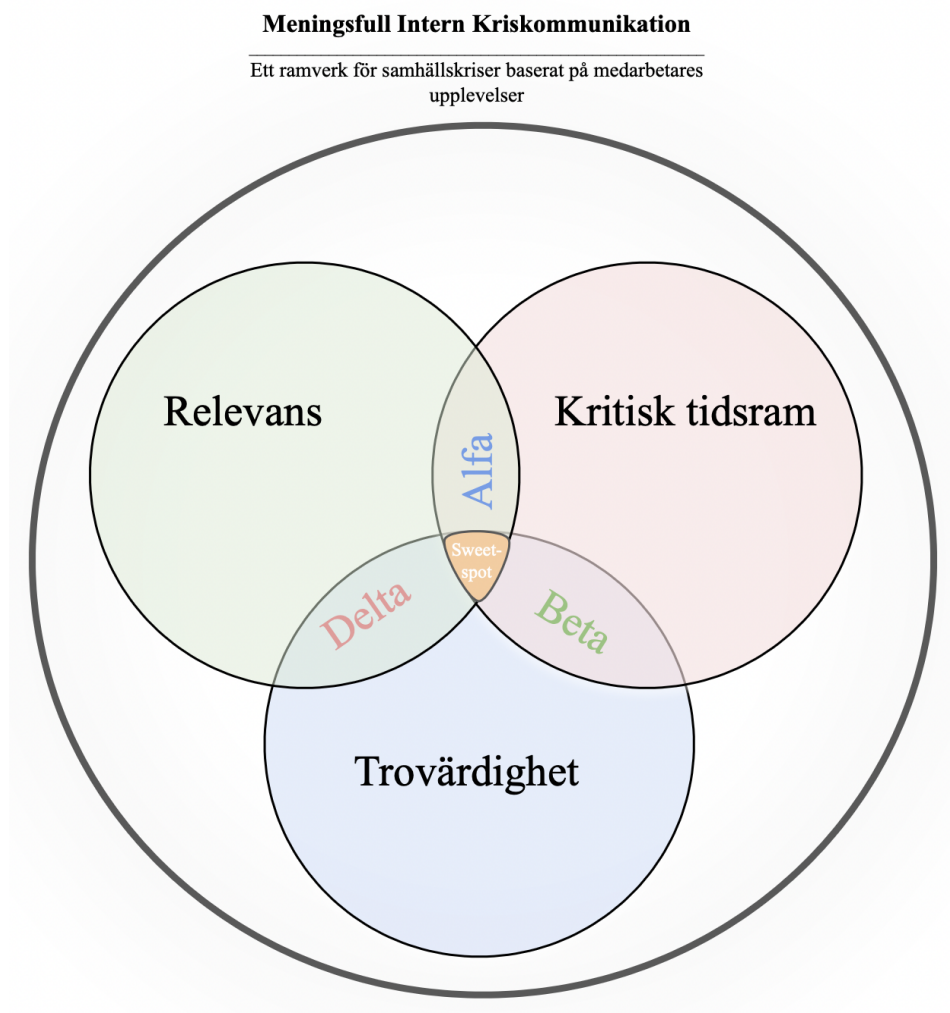 Meningsfull Intern Kriskommunikation
Ett ramverk för samhällskriser baserat på medarbetares
upplevelser
Relevans
Kritisk tidsram
Alfa
Sweet-
spot
Delta
Beta
Trovärdighet